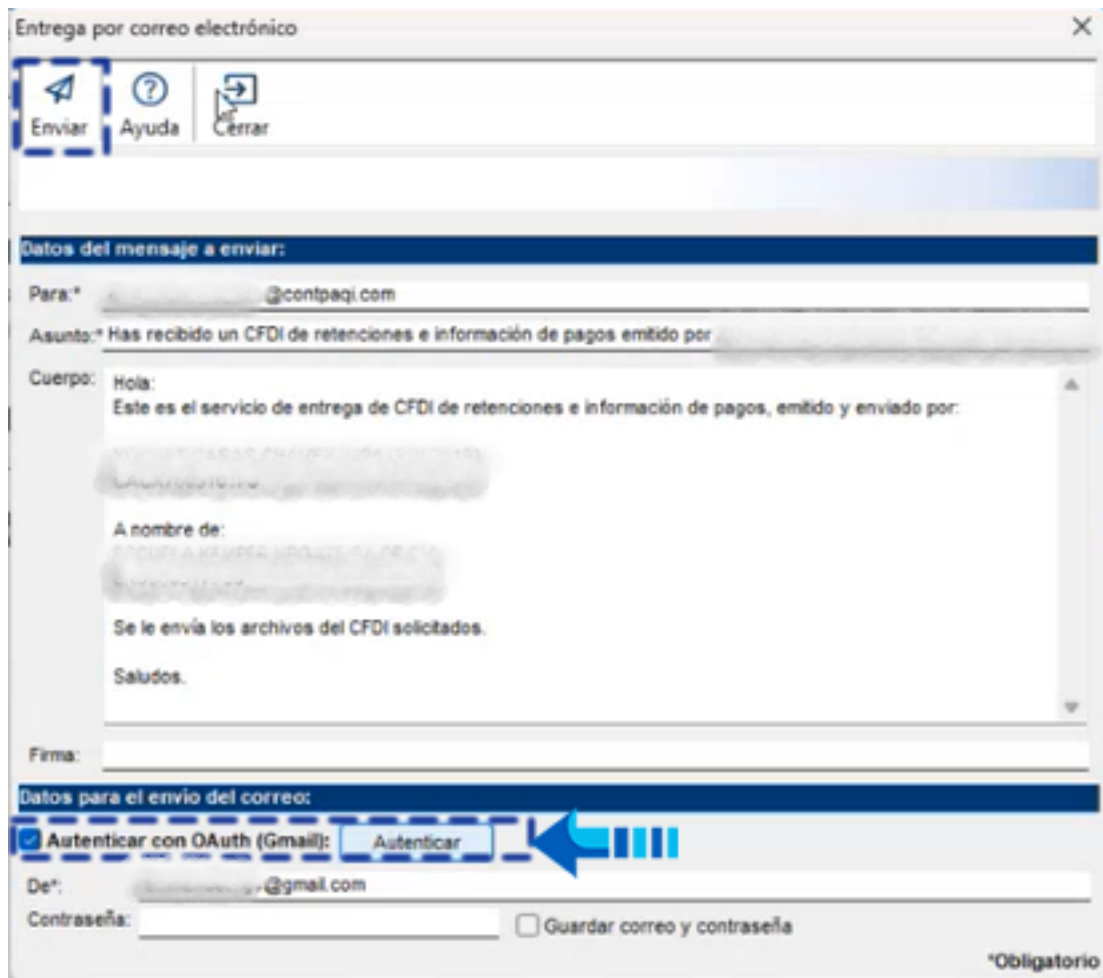 Entrega por correo electrónico
Enviar Ayuda Cerrar
Datos del mensaje a enviar:
Para:* @contpaqi.com
Asunto:* Has recibido un CFDI de retenciones e información de pagos emitido por
Cuerpo: Hola:
Este es el servicio de entrega de CFDI de retenciones e información de pagos, emitido y enviado por:
A nombre de:
Se le envía los archivos del CFDI solicitados.
Saludos.
Firma:
Datos para el envío del correo:
Autenticar con OAuth (Gmail): Autenticar
De*: @gmail.com
Contraseña: Guardar correo y contraseña
*Obligatorio